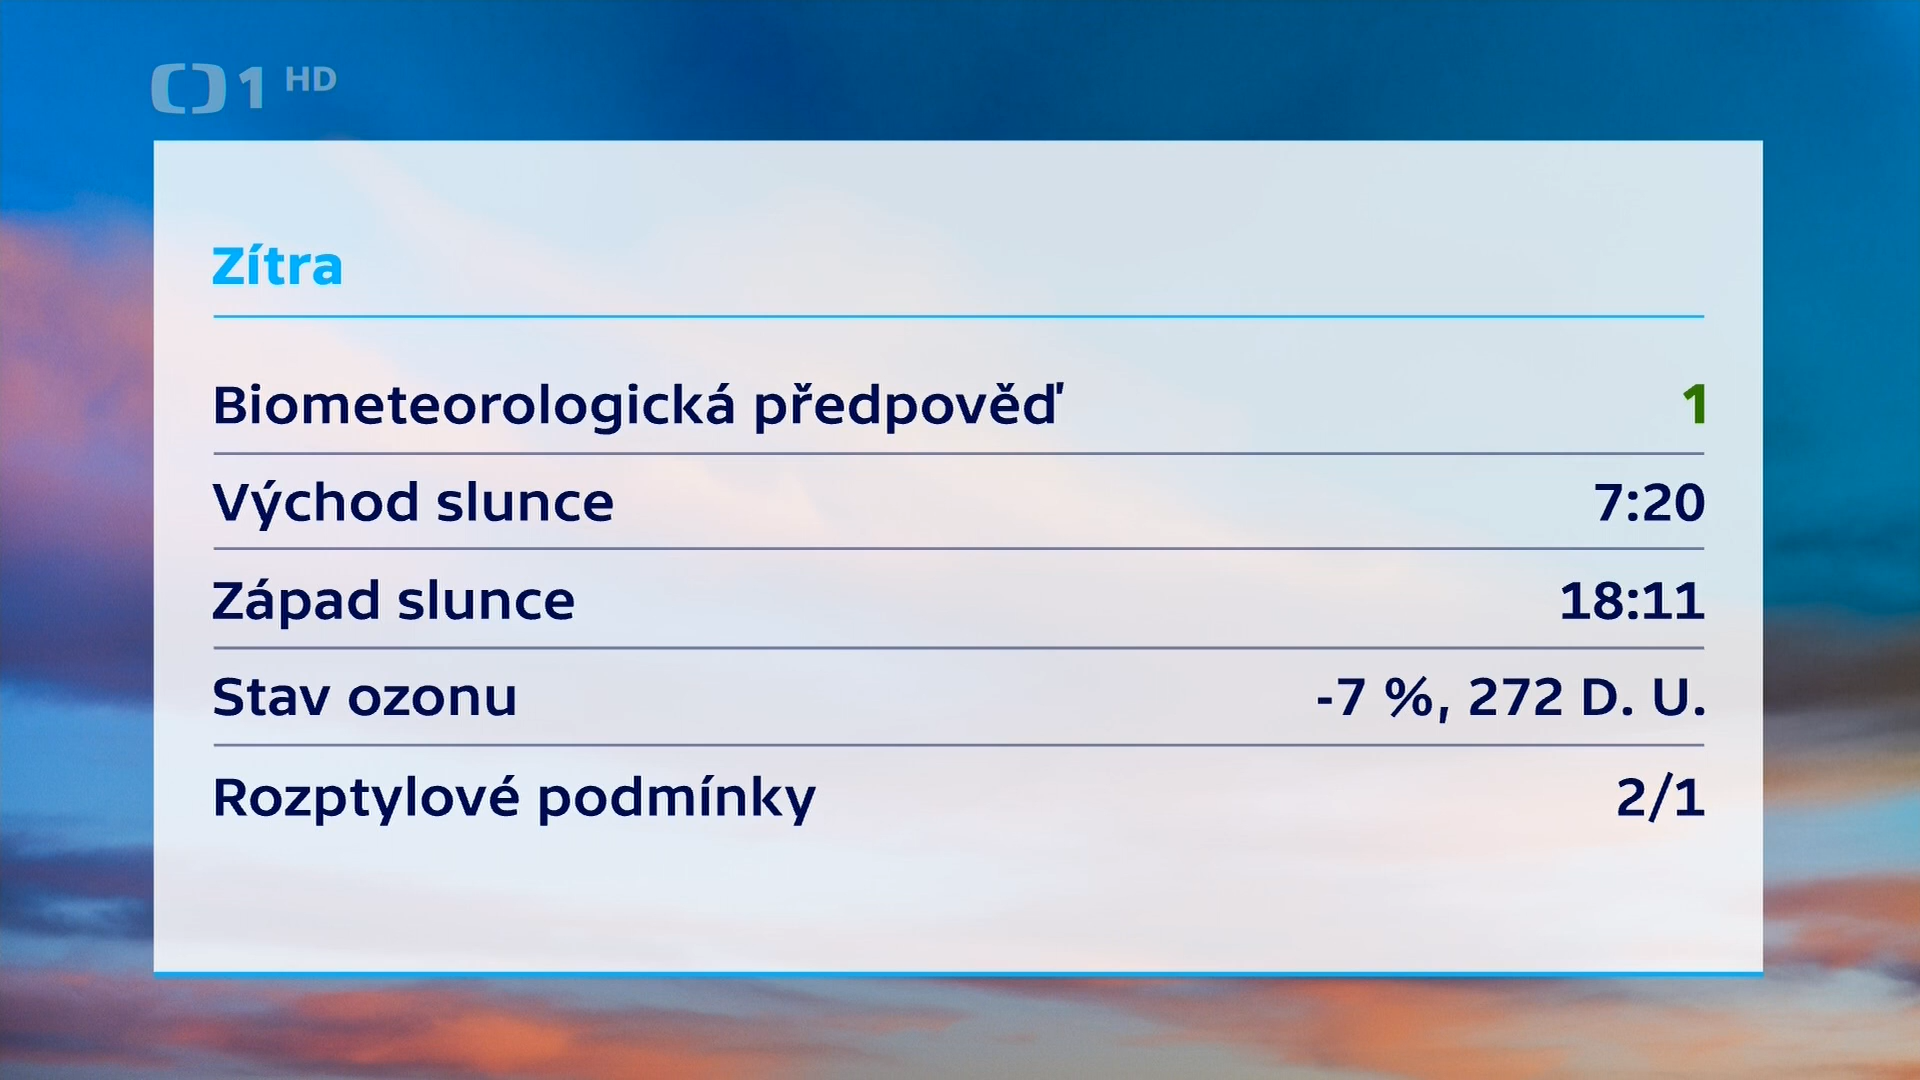 1 HD
Zítra
Biometeorologická předpověď 1
Východ slunce 7:20
Západ slunce 18:11
Stav ozonu -7 %, 272 D. U.
Rozptylové podmínky 2/1